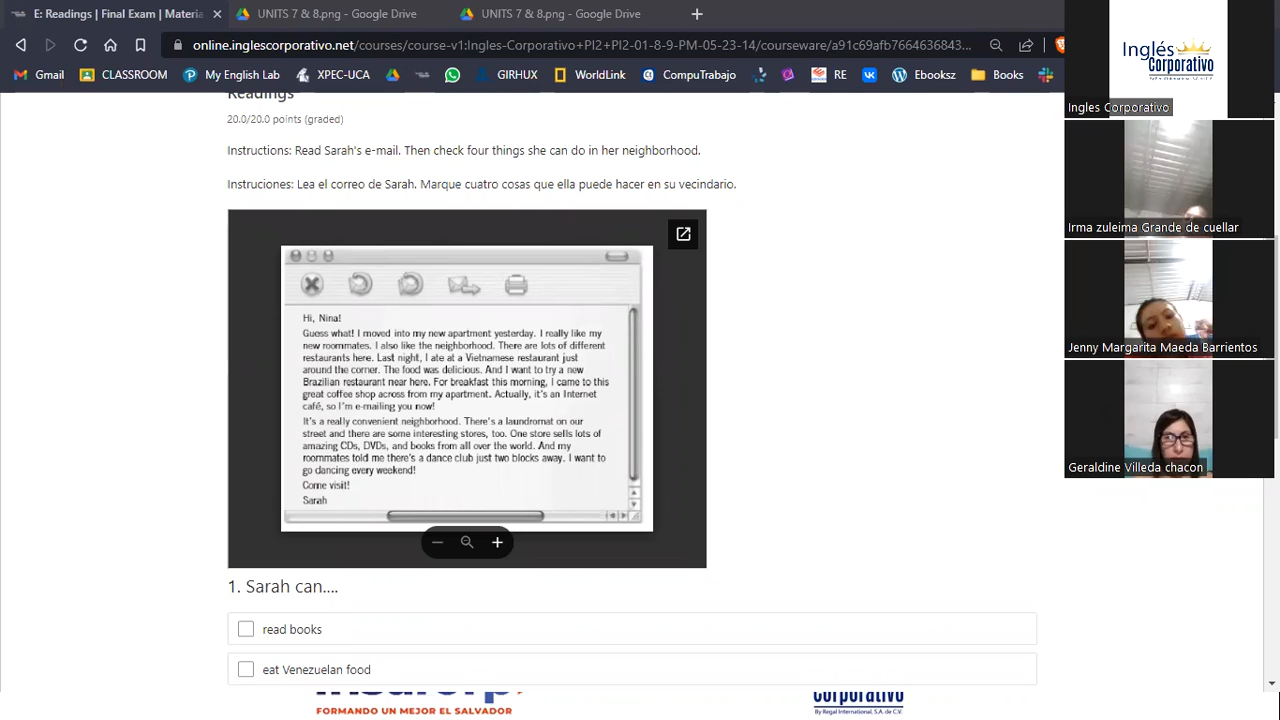 E: Readings | Final Exam | Materia
UNITS 7 & 8.png - Google Drive
UNITS 7 & 8.png - Google Drive
online.inglescorporativo.net/courses/course-v1:Ingles-Corporativo+PI2+PI2-01-8-9-PM-05-23-14/courseware/a91c69afb7664636843...
Gmail
CLASSROOM
My English Lab
XPEC-UCA
GIRHUX
WorldLink
CompuTrabajo
RE
Wordcoz
Books
Readings
20.0/20.0 points (graded)
Instructions: Read Sarah's e-mail. Then check four things she can do in her neighborhood.
Instruciones: Lea el correo de Sarah. Marque cuatro cosas que ella puede hacer en su vecindario.
Hi, Nina!
Guess what! I moved into my new apartment yesterday. I really like my
new roommates. I also like the neighborhood. There are lots of different
restaurants here. Last night, I ate at a Vietnamese restaurant just
around the corner. The food was delicious. And I want to try a new
Brazilian restaurant near here. For breakfast this morning, I came to this
great coffee shop across from my apartment. Actually, it's an Internet
café, so I'm e-mailing you now!
It's a really convenient neighborhood. There's a laundromat on our
street and there are some interesting stores, too. One store sells lots of
amazing CDs, DVDs, and books from all over the world. And my
roommates told me there's a dance club just two blocks away. I want to
go dancing every weekend!
Come visit!
Sarah
1. Sarah can....
read books
eat Venezuelan food
FORMANDO UN MEJOR EL SALVADOR
corporativo
By Regal International, S.A. de C.V.
Inglés
Corporativo
Ingles Corporativo
Irma zuleima Grande de cuellar
Jenny Margarita Maeda Barrientos
Geraldine Villeda chacon